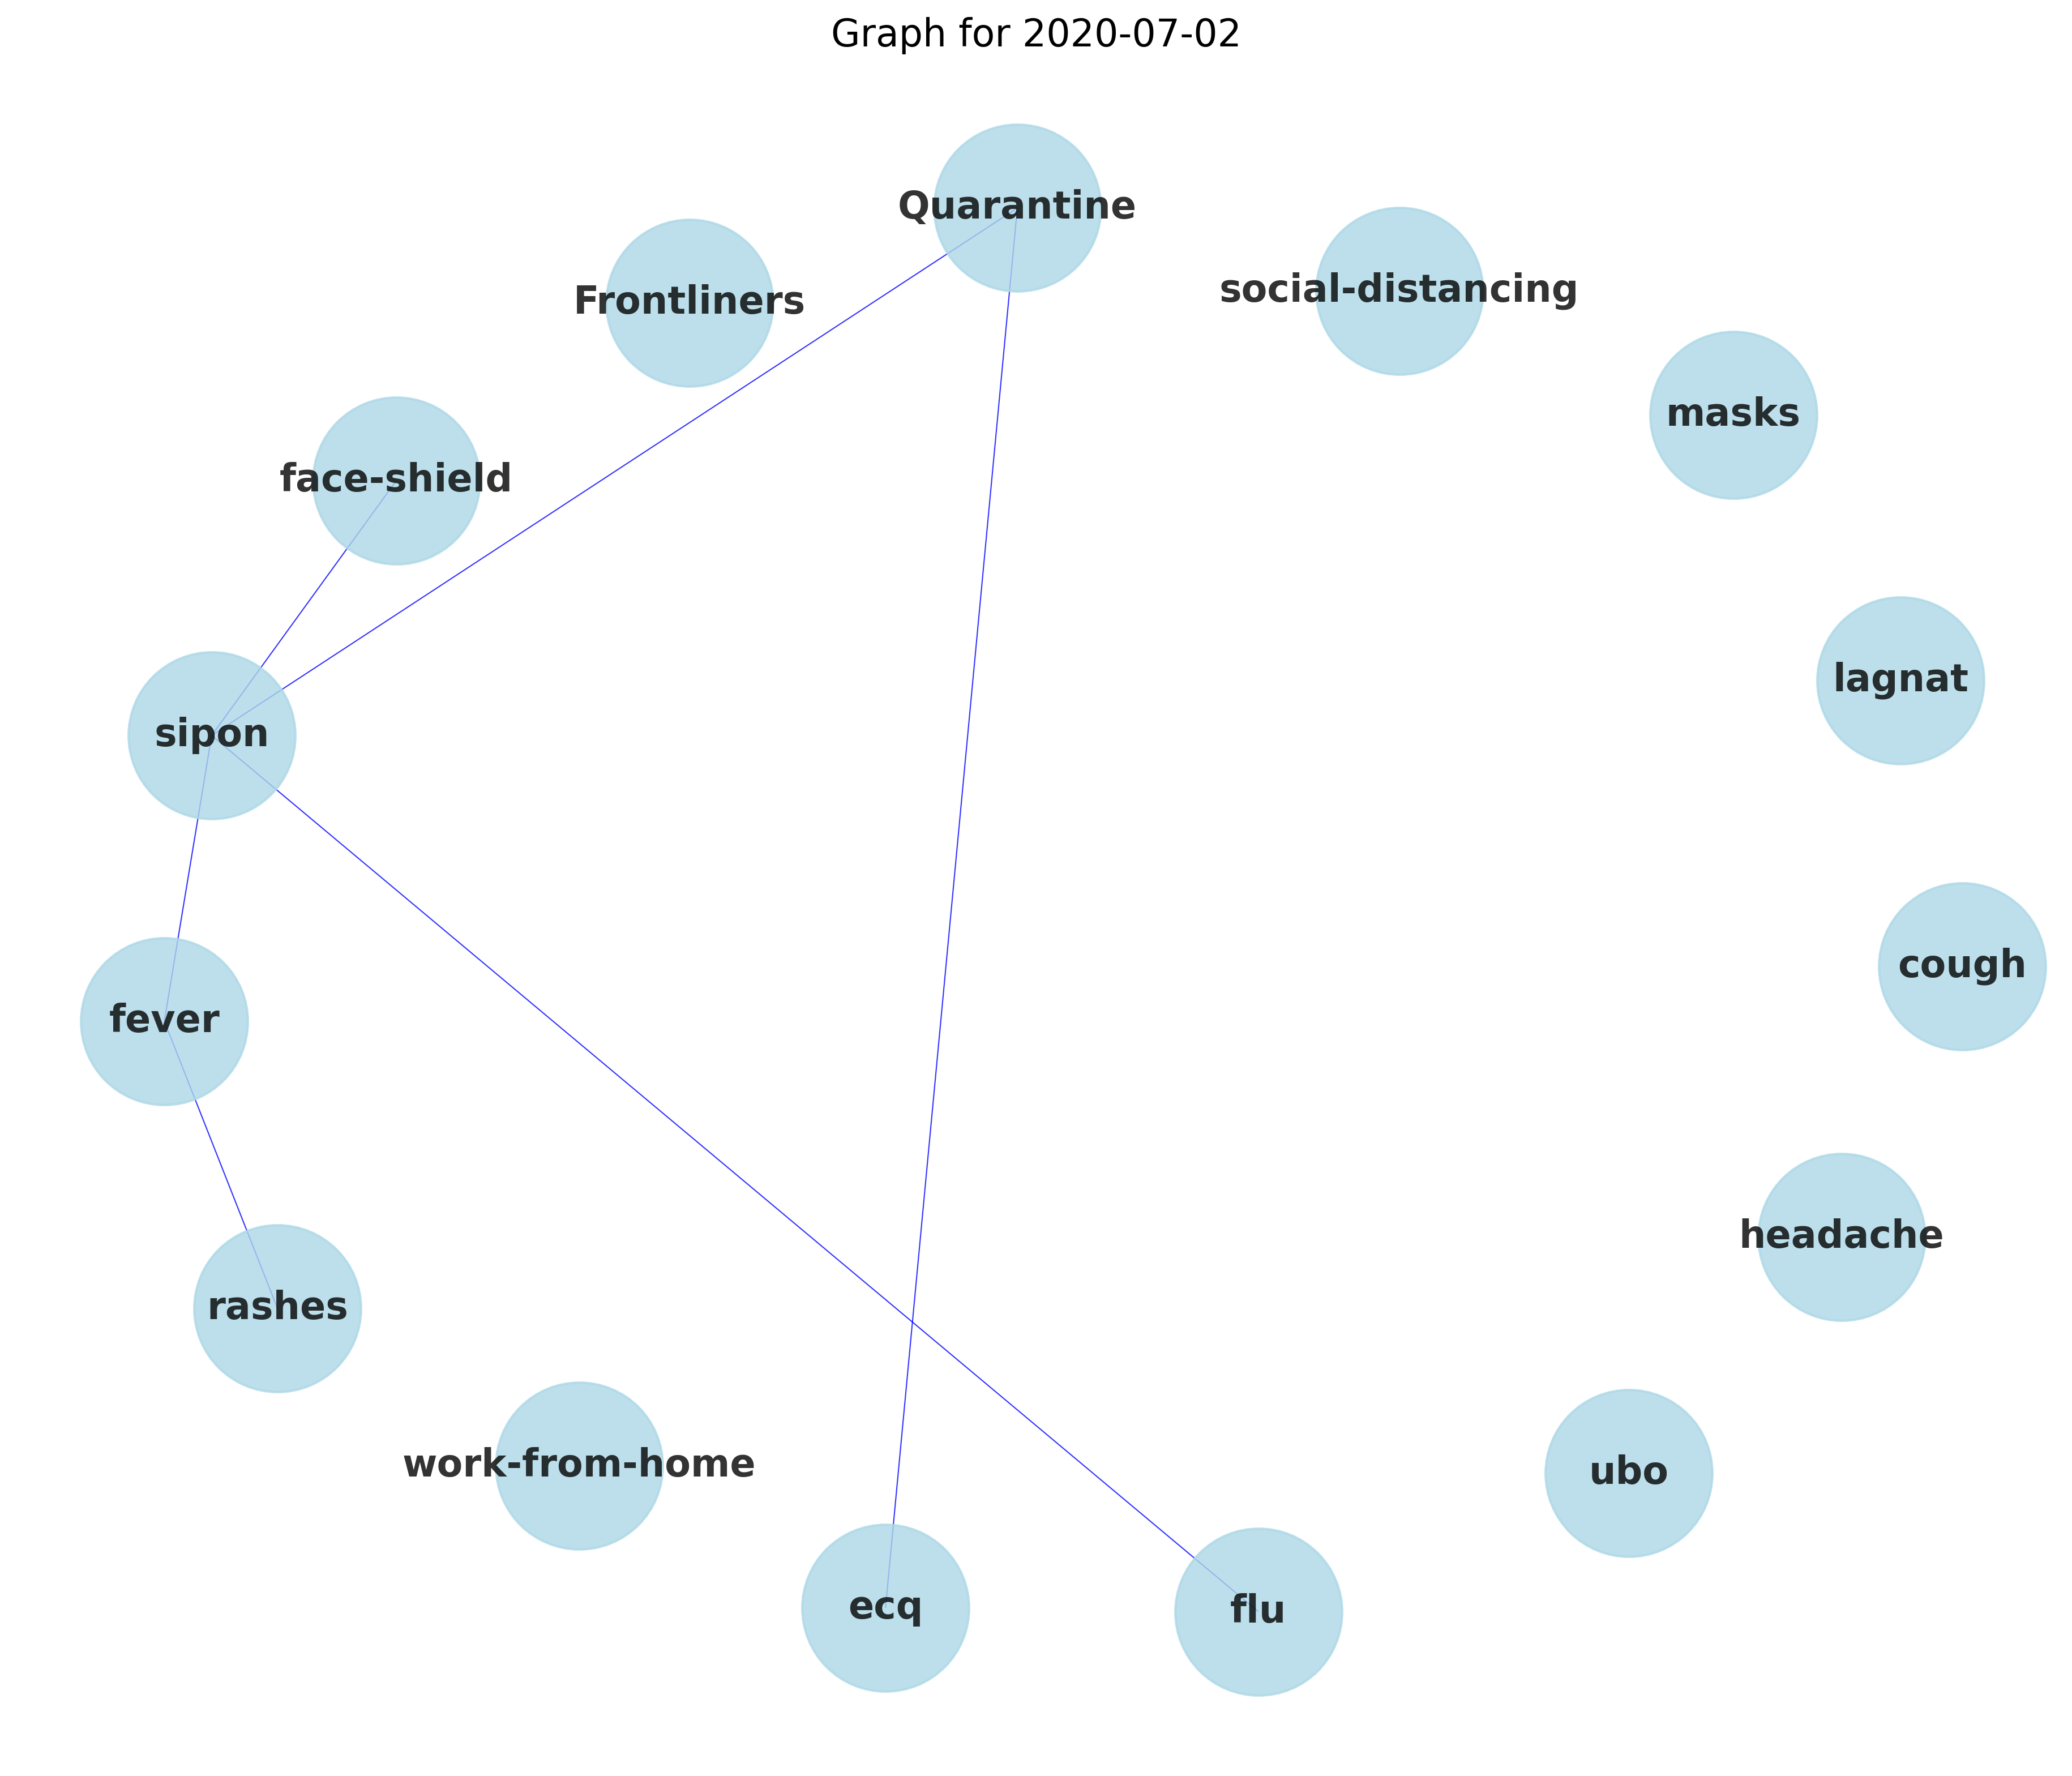 Graph for 2020-07-02
Quarantine
social-distancing
Frontliners
masks
face-shield
lagnat
sipon
cough
fever
headache
rashes
work-from-home
ubo
ecq
flu